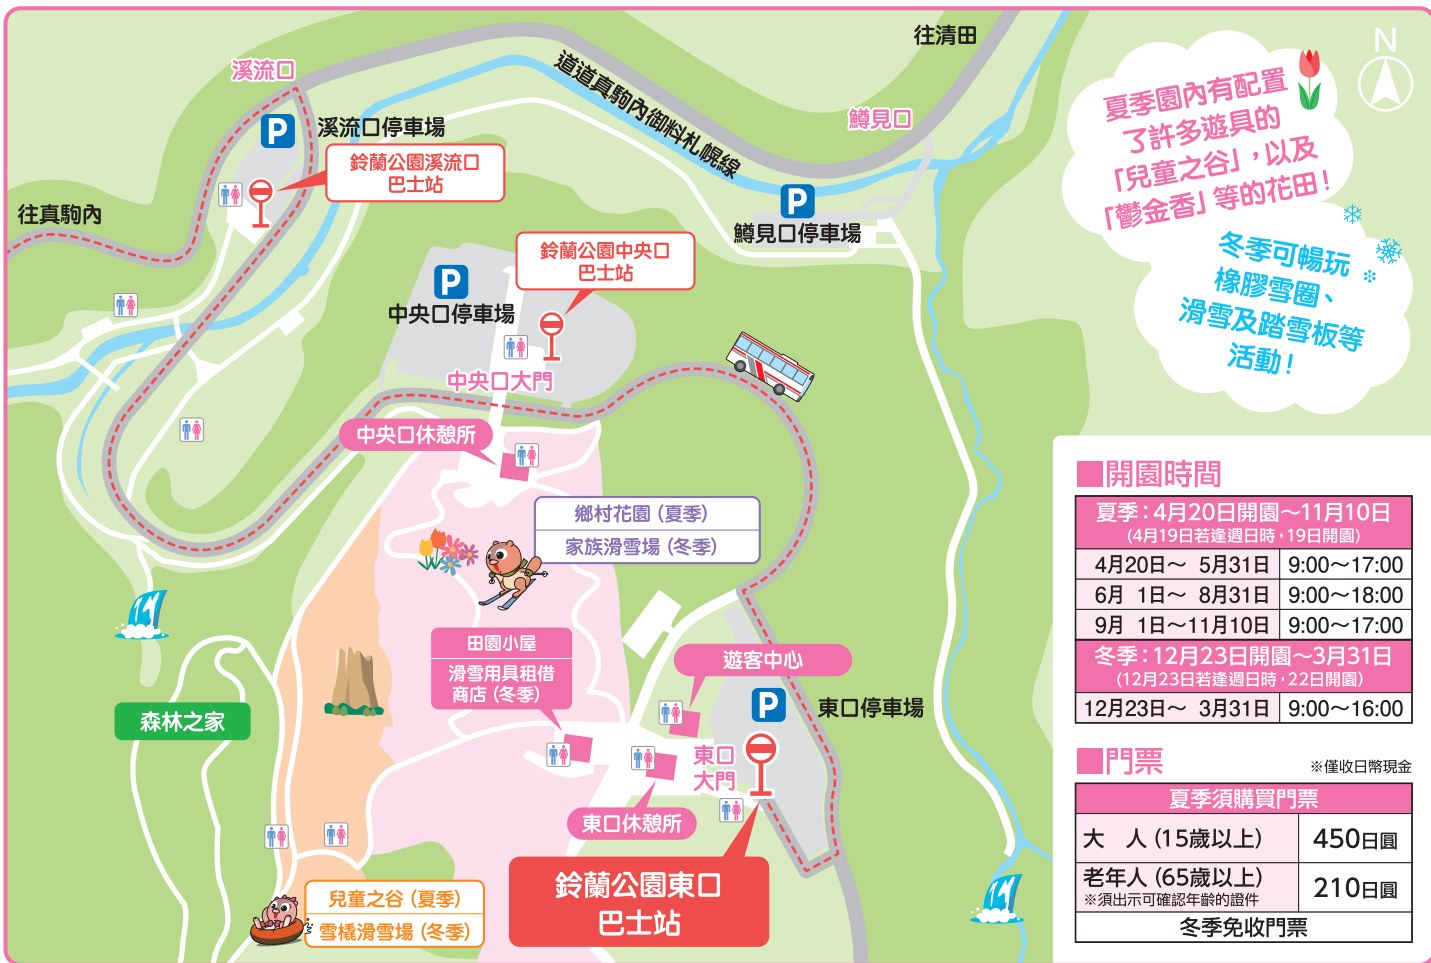 溪流口
P
溪流口停車場
鈴蘭公園溪流口
巴士站
往真駒內
道道真駒內御料札幌線
往清田
鱒見口
P
鱒見口停車場
N
夏季園內有配置
了許多遊具的
「兒童之谷」，以及
「鬱金香」等的花田！
冬季可暢玩
橡膠雪圈、
滑雪及踏雪板等
活動！
鈴蘭公園中央口
巴士站
P
中央口停車場
中央口大門
中央口休憩所
鄉村花園（夏季）
家族滑雪場（冬季）
田園小屋
滑雪用具租借
商店（冬季）
遊客中心
P
東口停車場
東口
大門
東口休憩所
鈴蘭公園東口
巴士站
森林之家
兒童之谷（夏季）
雪橇滑雪場（冬季）
■開園時間
夏季：4月20日開園～11月10日
（4月19日若逢週日時，19日開園）
4月20日～ 5月31日 9:00～17:00
6月 1日～ 8月31日 9:00～18:00
9月 1日～11月10日 9:00～17:00
冬季：12月23日開園～3月31日
（12月23日若逢週日時，22日開園）
12月23日～ 3月31日 9:00～16:00
■門票 ※僅收日幣現金
夏季須購買門票
大　人（15歲以上） 450日圓
老年人（65歲以上） 210日圓
※須出示可確認年齡的證件
冬季免收門票